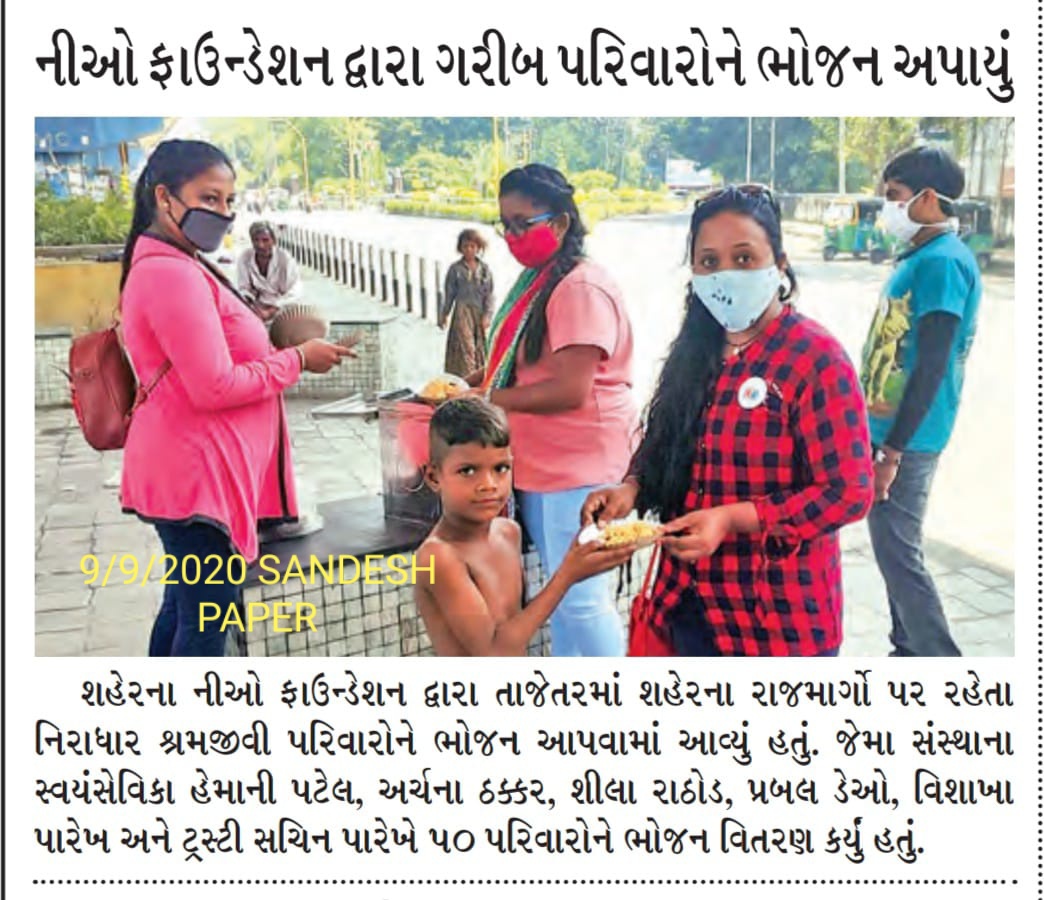 નીઓ ફાઉન્ડેશન દ્વારા ગરીબ પરિવારોને ભોજન અપાયું
9/9/2020 SANDESH
PAPER
શહેરના નીઓ ફાઉન્ડેશન દ્વારા તાજેતરમાં શહેરના રાજમાર્ગો પર રહેતા
નિરાધાર શ્રમજીવી પરિવારોને ભોજન આપવામાં આવ્યું હતું. જેમા સંસ્થાના
સ્વયંસેવિકા હેમાની પટેલ, અર્ચના ઠક્કર, શીલા રાઠોડ, પ્રબલ ડેઓ, વિશાખા
પારેખ અને ટ્રસ્ટી સચિન પારેખે ૫૦ પરિવારોને ભોજન વિતરણ કર્યું હતું.